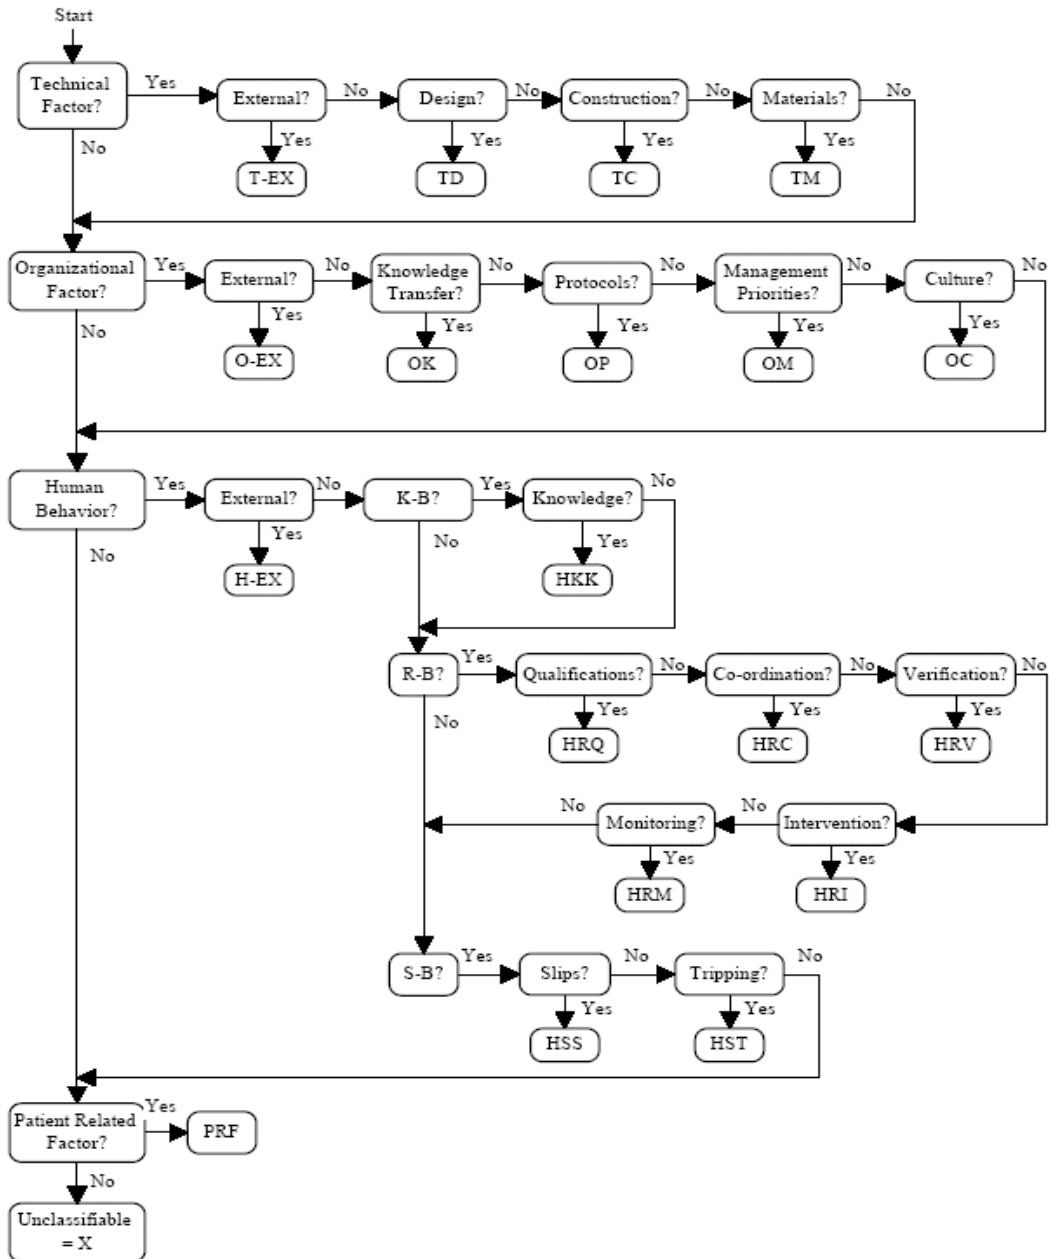 Start
Technical
Factor?
Yes
External?
No
Design?
No
Construction?
No
Materials?
No
No
Yes
Yes
Yes
Yes
T-EX
TD
TC
TM
Organizational
Factor?
Yes
External?
No
Knowledge
Transfer?
No
Protocols?
No
Management
Priorities?
No
Culture?
No
No
Yes
Yes
Yes
Yes
Yes
O-EX
OK
OP
OM
OC
Human
Behavior?
Yes
External?
No
K-B?
Yes
Knowledge?
No
No
Yes
No
Yes
H-EX
HKK
R-B?
Yes
Qualifications?
No
Co-ordination?
No
Verification?
No
No
Yes
Yes
Yes
HRQ
HRC
HRV
No
Monitoring?
No
Intervention?
Yes
Yes
HRM
HRI
S-B?
Yes
Slips?
No
Tripping?
No
Yes
Yes
HSS
HST
Patient Related
Factor?
Yes
PRF
No
Unclassifiable
= X